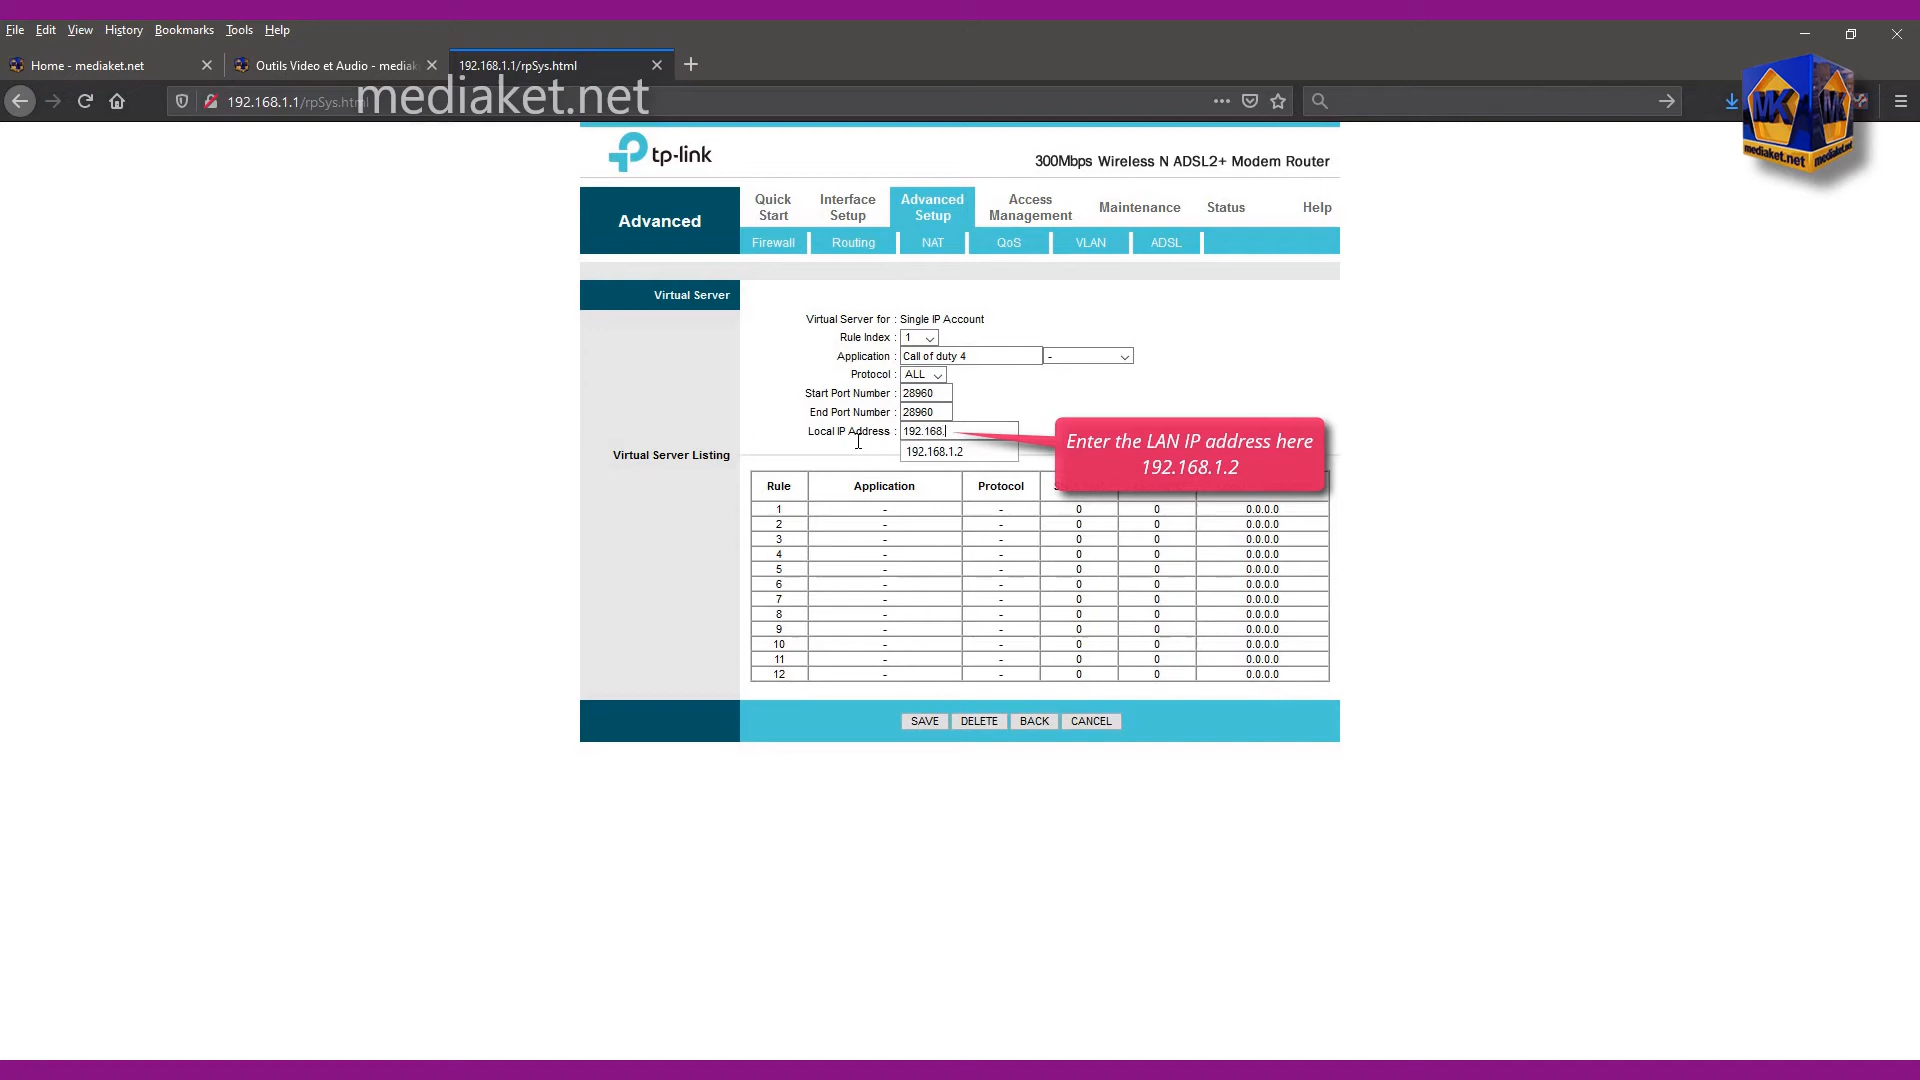 File Edit View History Bookmarks Tools Help
Home - mediaket.net
Outils Video et Audio - mediak
192.168.1.1/rpSys.html
192.168.1.1/rpSys.html
mediaket.net
MK MK
mediaket.net mediaket.net
tp-link
300Mbps Wireless N ADSL2+ Modem Router
Advanced
Quick Start
Interface Setup
Advanced Setup
Access Management
Maintenance
Status
Help
Firewall Routing NAT QoS VLAN ADSL
Virtual Server
Virtual Server for : Single IP Account
Rule Index : 1
Application : Call of duty 4 -
Protocol : ALL
Start Port Number : 28960
End Port Number : 28960
Local IP Address : 192.168.
192.168.1.2
Enter the LAN IP address here
192.168.1.2
Virtual Server Listing
Rule Application Protocol
1 - - 0 0 0.0.0.0
2 - - 0 0 0.0.0.0
3 - - 0 0 0.0.0.0
4 - - 0 0 0.0.0.0
5 - - 0 0 0.0.0.0
6 - - 0 0 0.0.0.0
7 - - 0 0 0.0.0.0
8 - - 0 0 0.0.0.0
9 - - 0 0 0.0.0.0
10 - - 0 0 0.0.0.0
11 - - 0 0 0.0.0.0
12 - - 0 0 0.0.0.0
SAVE DELETE BACK CANCEL